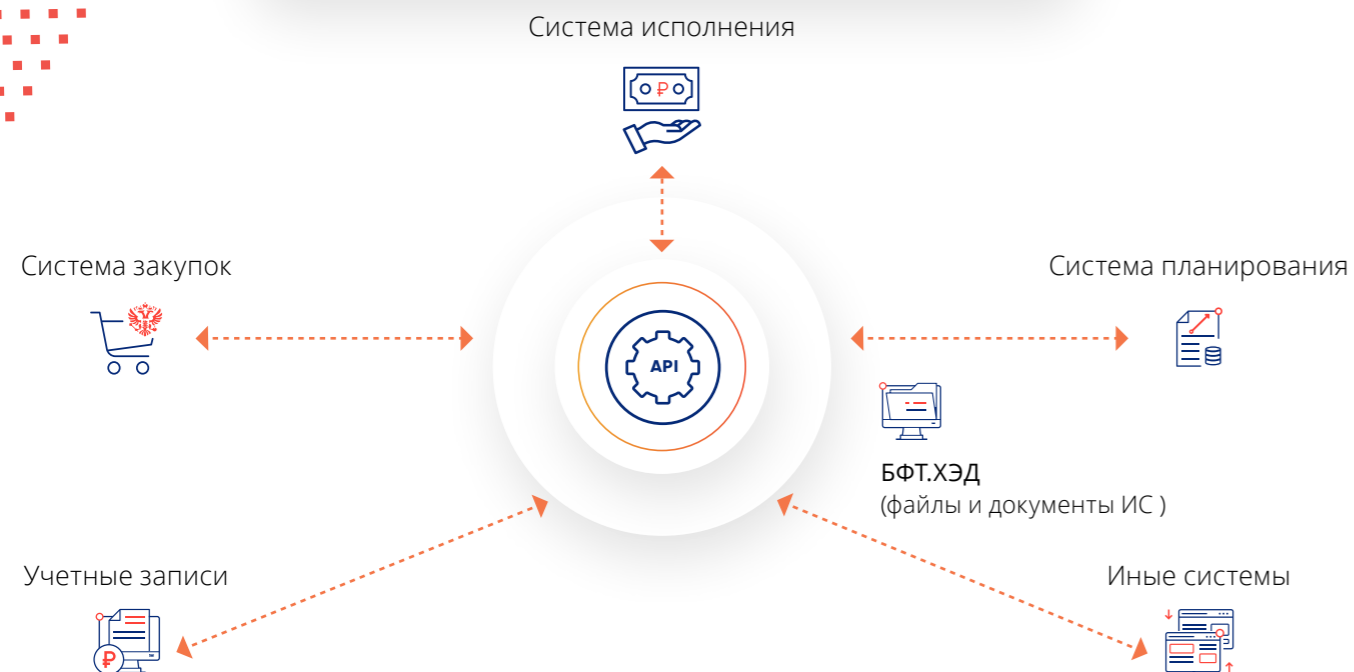 Система исполнения
₽
Система закупок
Система планирования
API
БФТ.ХЭД
(файлы и документы ИС )
Учетные записи
Иные системы
₽